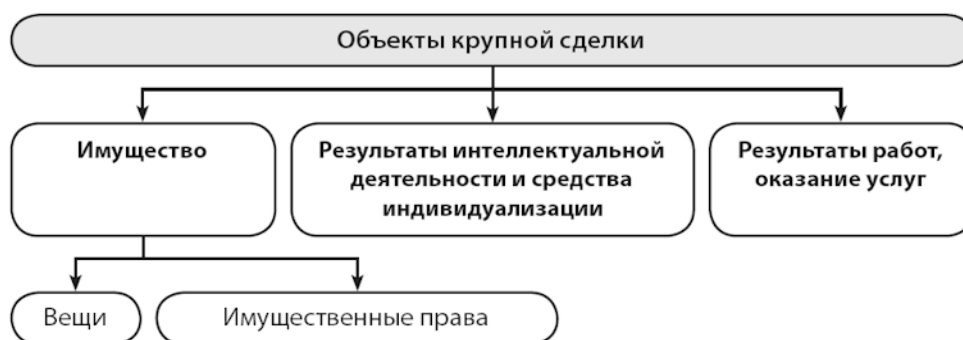 Объекты крупной сделки
Имущество
Результаты интеллектуальной
деятельности и средства
индивидуализации
Результаты работ,
оказание услуг
Вещи
Имущественные права